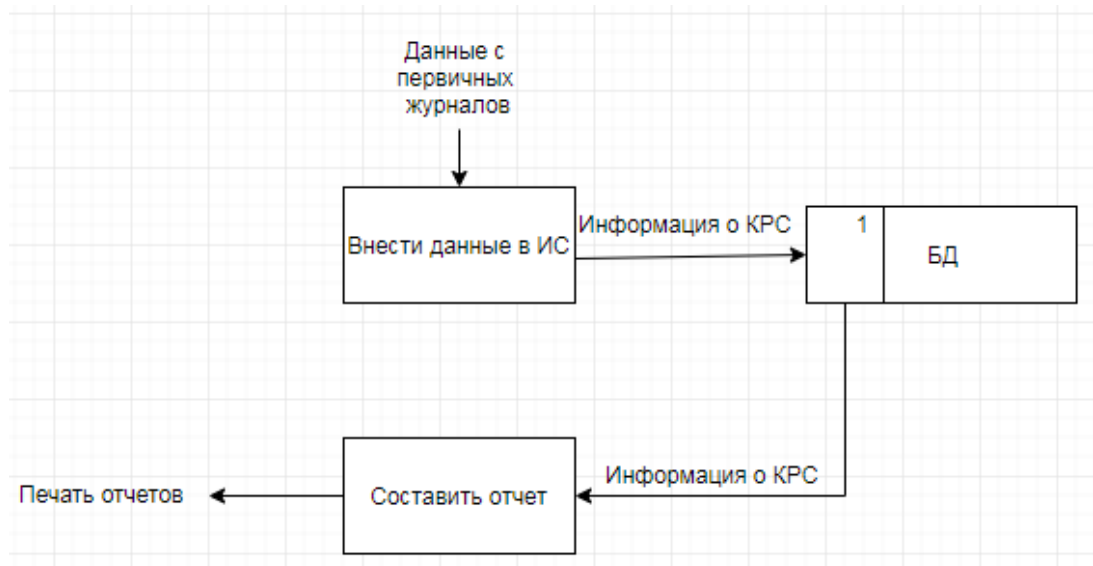 Данные с
первичных
журналов
Внести данные в ИС
Информация о КРС
1
БД
Информация о КРС
Составить отчет
Печать отчетов